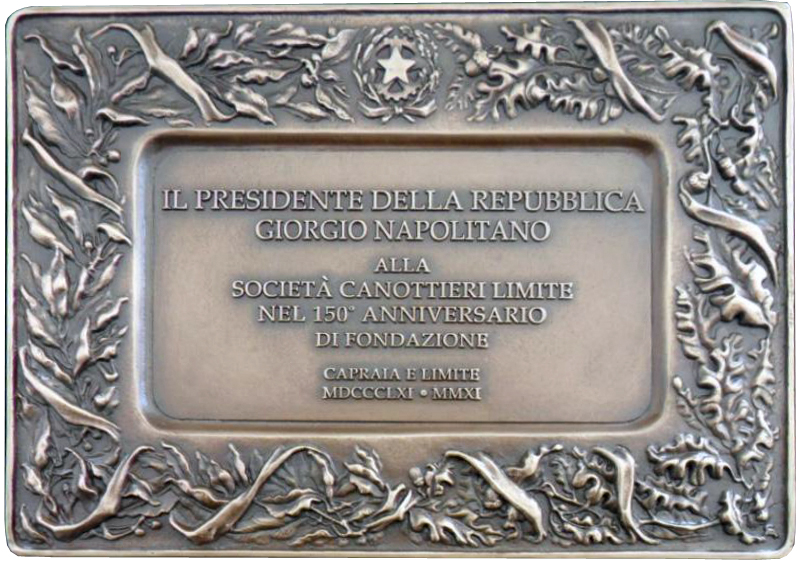 IL PRESIDENTE DELLA REPUBBLICA
GIORGIO NAPOLITANO
ALLA
SOCIETÀ CANOTTIERI LIMITE
NEL 150° ANNIVERSARIO
DI FONDAZIONE
CAPRAIA E LIMITE
MDCCCLXI • MMXI